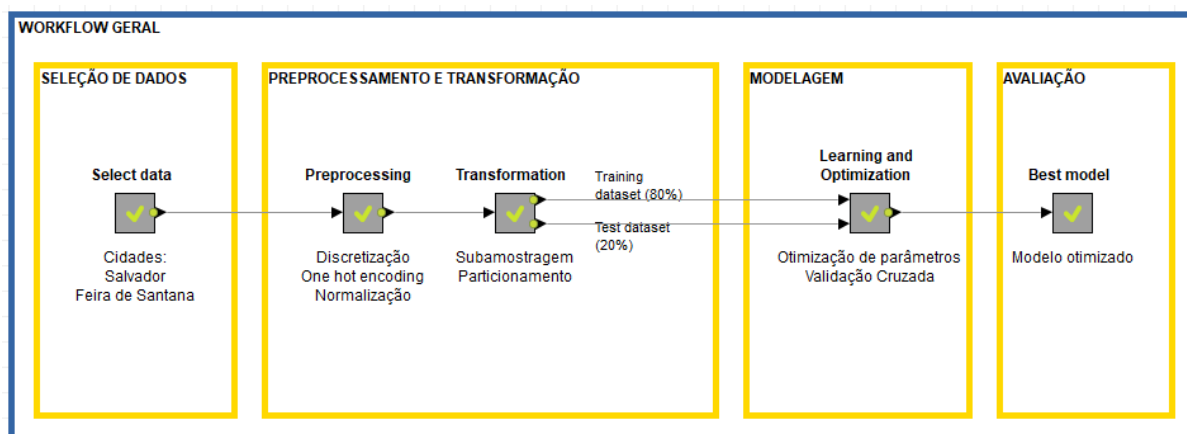 WORKFLOW GERAL
SELEÇÃO DE DADOS
Select data
Cidades:
Salvador
Feira de Santana
PREPROCESSAMENTO E TRANSFORMAÇÃO
Preprocessing
Discretização
One hot encoding
Normalização
Transformation
Subamostragem
Particionamento
Training
dataset (80%)
Test dataset
(20%)
MODELAGEM
Learning and
Optimization
Otimização de parâmetros
Validação Cruzada
AVALIAÇÃO
Best model
Modelo otimizado